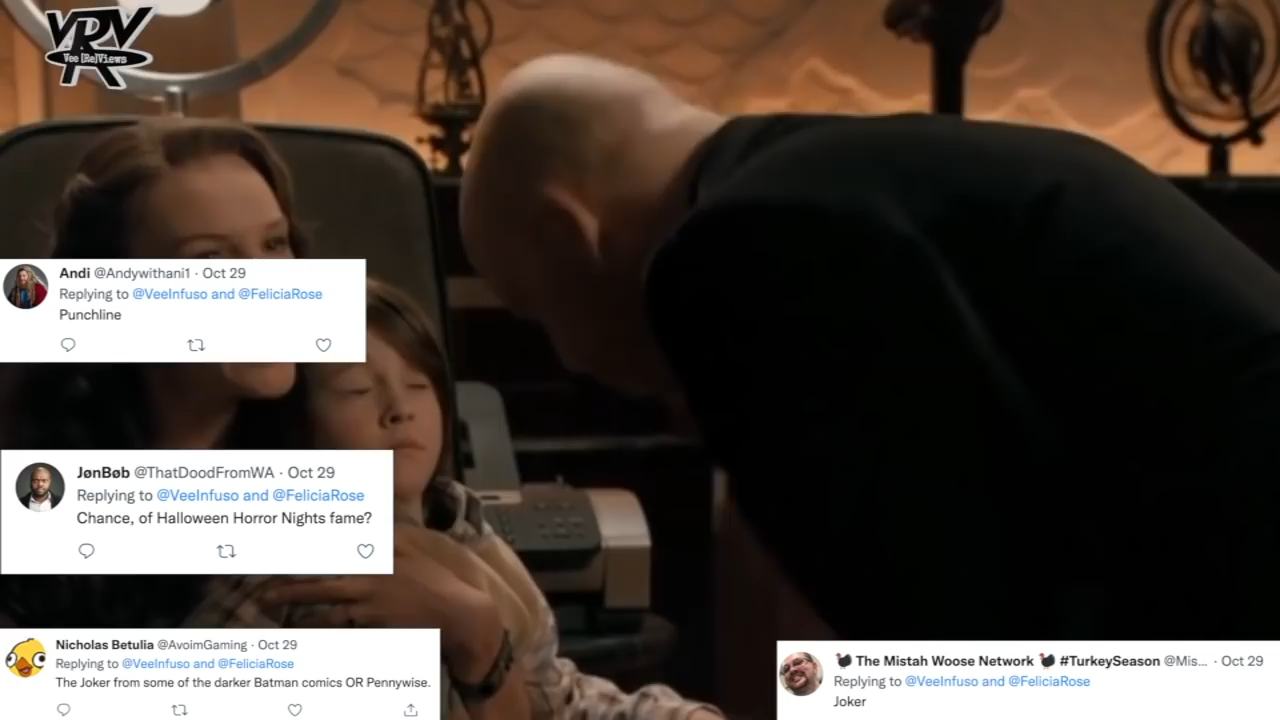 VRV
Vee [Re]Views
Andi @Andywithani1 · Oct 29
Replying to @VeeInfuso and @FeliciaRose
Punchline
JønBøb @ThatDoodFromWA · Oct 29
Replying to @VeeInfuso and @FeliciaRose
Chance, of Halloween Horror Nights fame?
Nicholas Betulia @AvoimGaming · Oct 29
Replying to @VeeInfuso and @FeliciaRose
The Joker from some of the darker Batman comics OR Pennywise.
🦃 The Mistah Woose Network 🦃 #TurkeySeason @Mis... · Oct 29
Replying to @VeeInfuso and @FeliciaRose
Joker